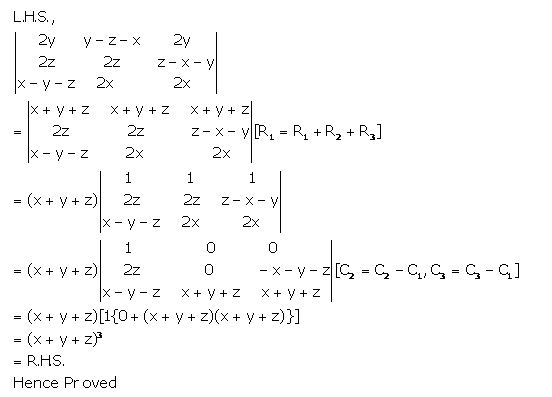 L.H.S.,
| 2y y – z – x 2y |
| 2z 2z z – x – y |
| x – y – z 2x 2x |
= | x + y + z x + y + z x + y + z |
| 2z 2z z – x – y | [R₁ = R₁ + R₂ + R₃]
| x – y – z 2x 2x |
= (x + y + z) | 1 1 1 |
| 2z 2z z – x – y |
| x – y – z 2x 2x |
= (x + y + z) | 1 0 0 |
| 2z 0 – x – y – z | [C₂ = C₂ – C₁, C₃ = C₃ – C₁]
| x – y – z x + y + z x + y + z |
= (x + y + z)[1{0 + (x + y + z)(x + y + z)}]
= (x + y + z)³
= R.H.S.
Hence Proved